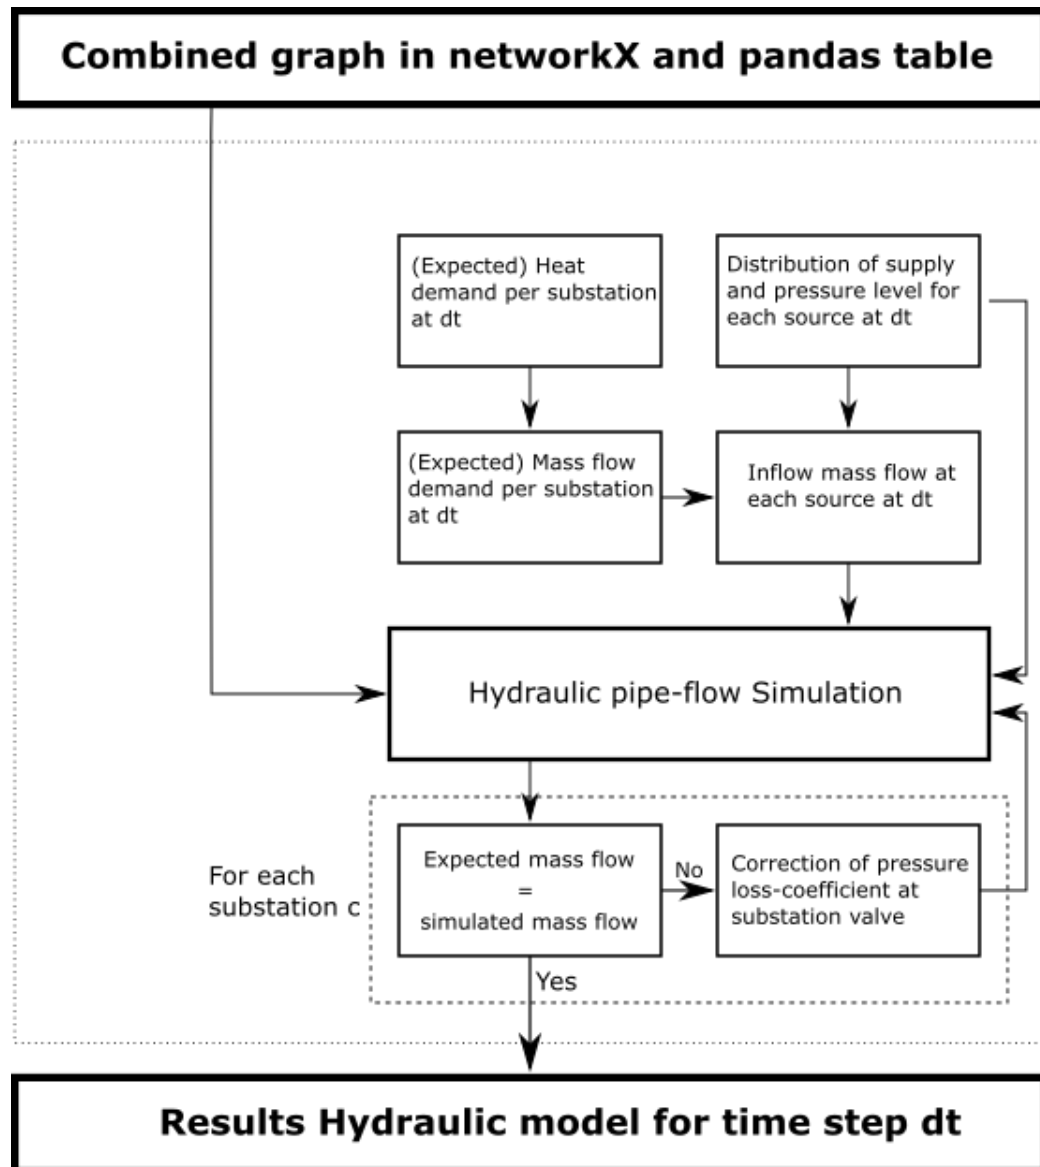 Combined graph in networkX and pandas table
(Expected) Heat
demand per substation
at dt
Distribution of supply
and pressure level for
each source at dt
(Expected) Mass flow
demand per substation
at dt
Inflow mass flow at
each source at dt
Hydraulic pipe-flow Simulation
For each
substation c
Expected mass flow
=
simulated mass flow
No
Correction of pressure
loss-coefficient at
substation valve
Yes
Results Hydraulic model for time step dt